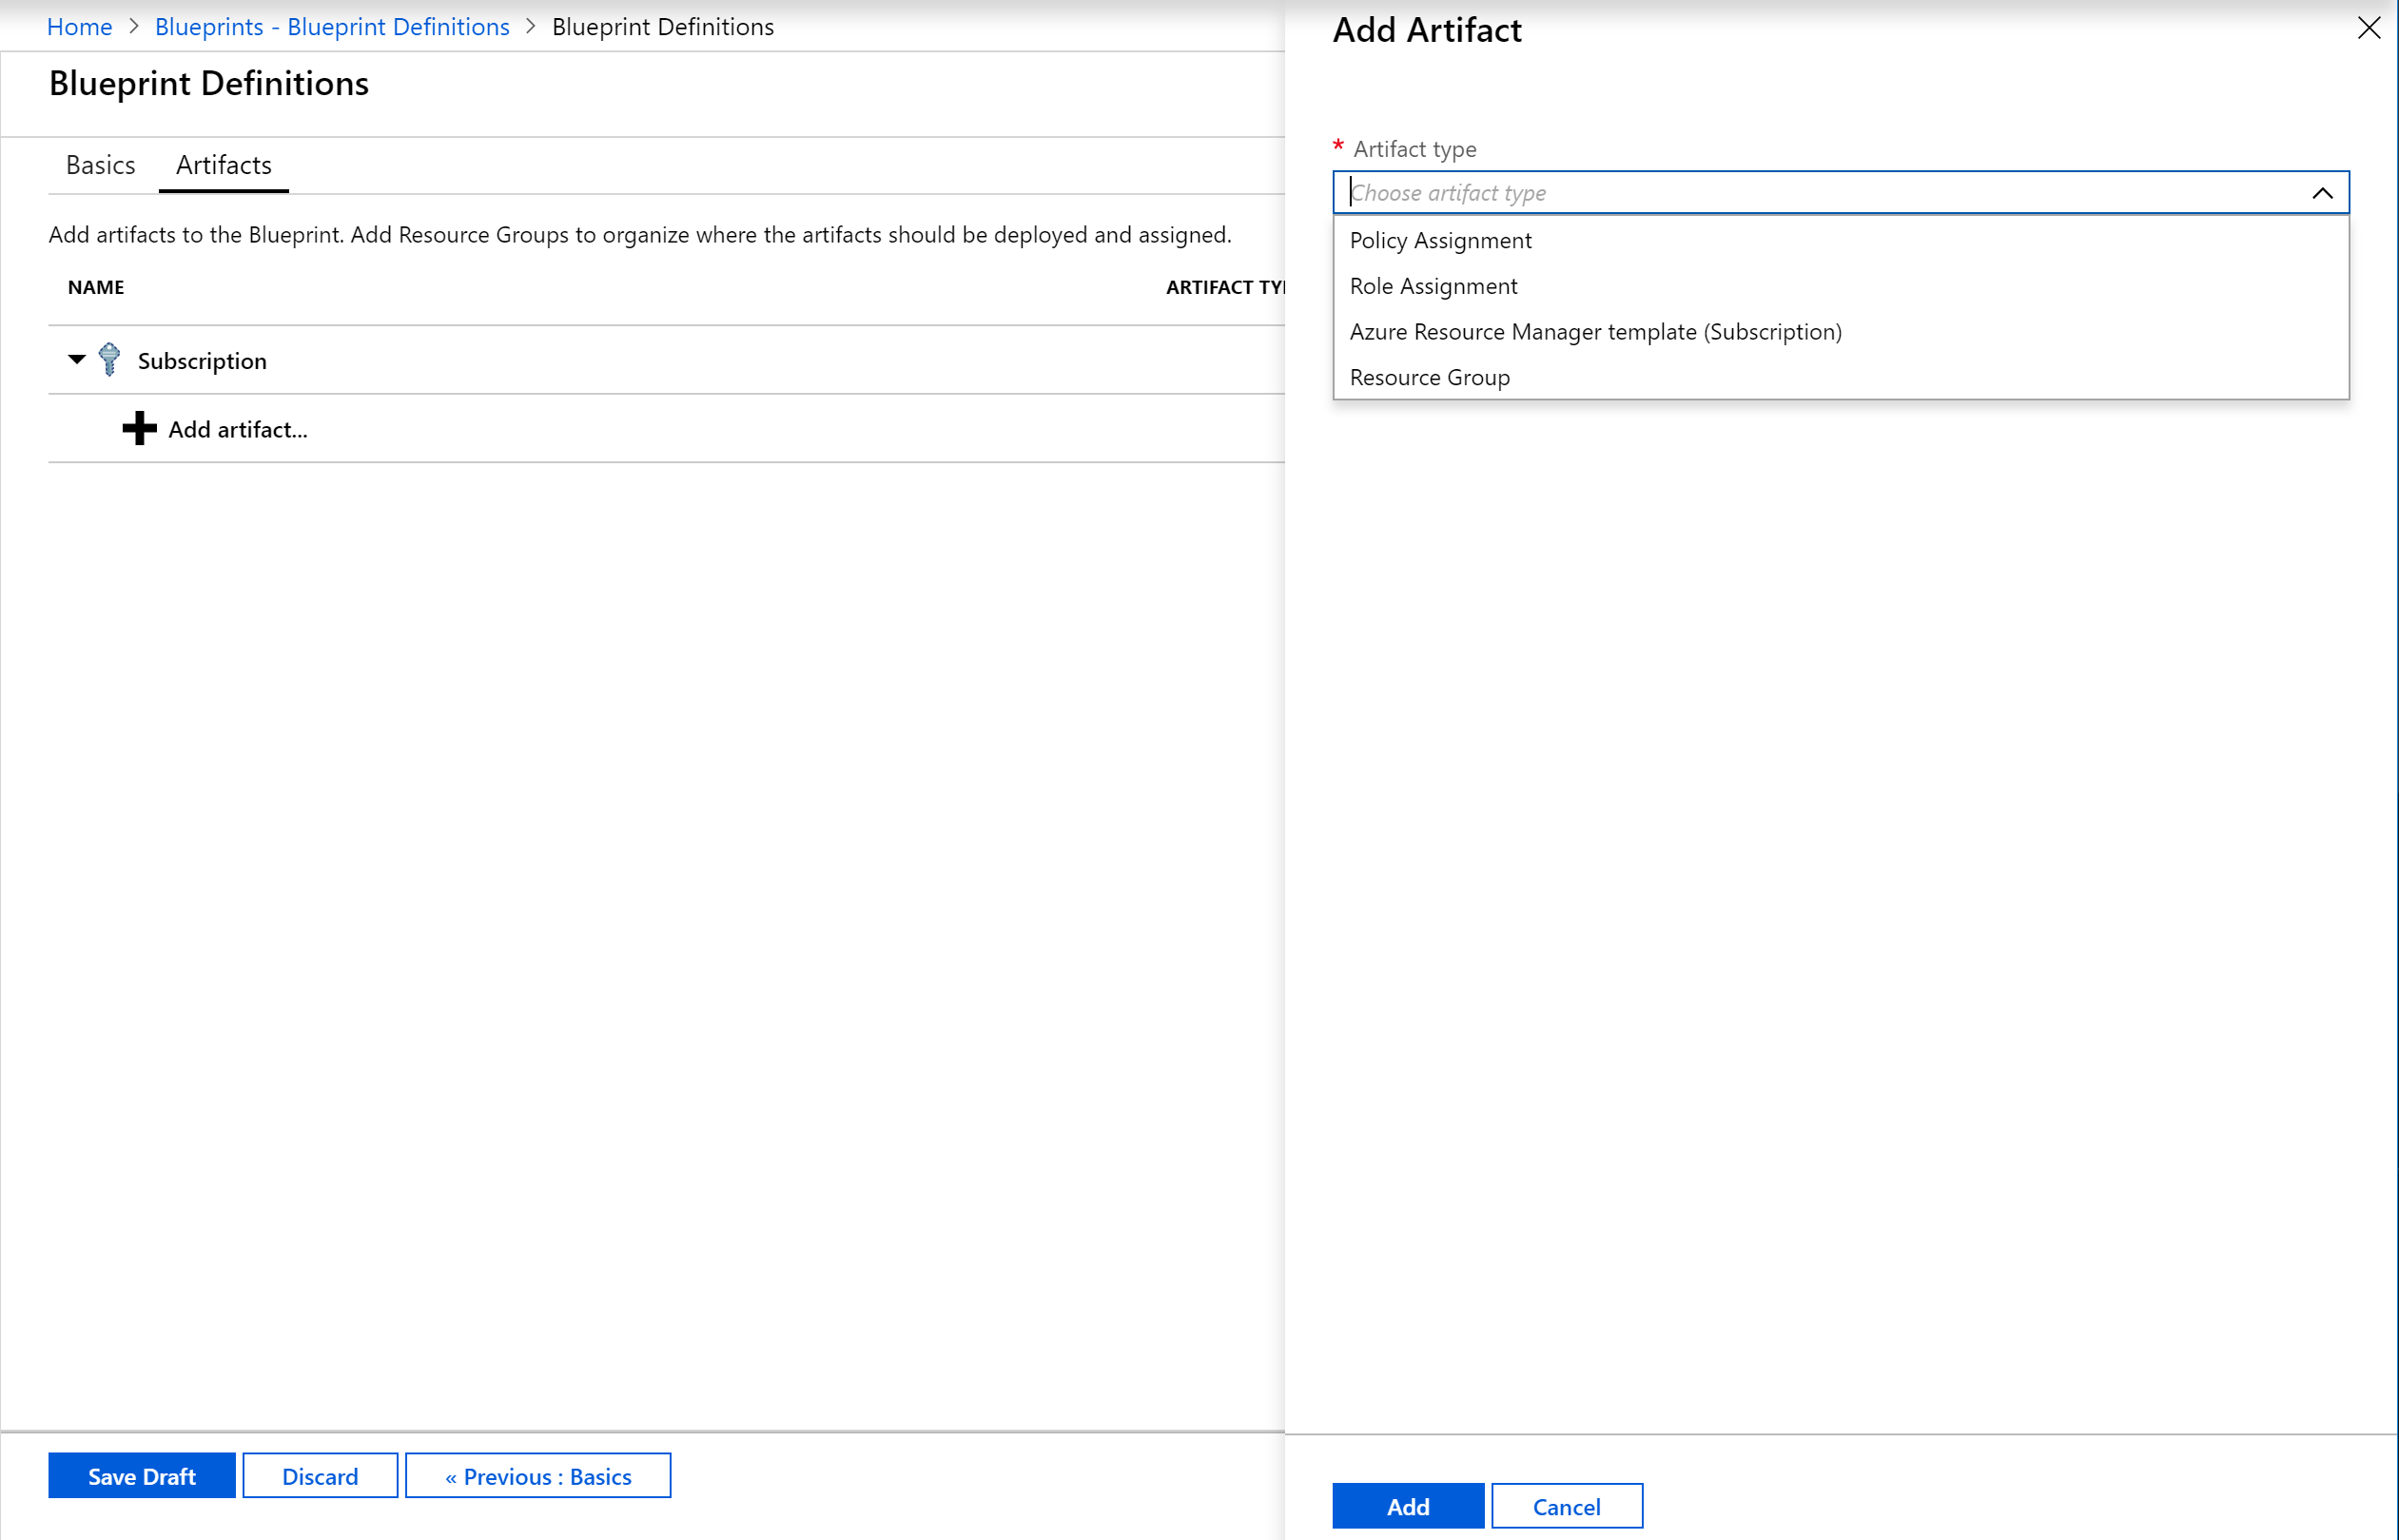 Home > Blueprints - Blueprint Definitions > Blueprint Definitions
Blueprint Definitions
Basics Artifacts
Add artifacts to the Blueprint. Add Resource Groups to organize where the artifacts should be deployed and assigned.
NAME ARTIFACT TY
Subscription
Add artifact...
Save Draft Discard « Previous : Basics
Add Artifact
* Artifact type
Choose artifact type
Policy Assignment
Role Assignment
Azure Resource Manager template (Subscription)
Resource Group
Add Cancel